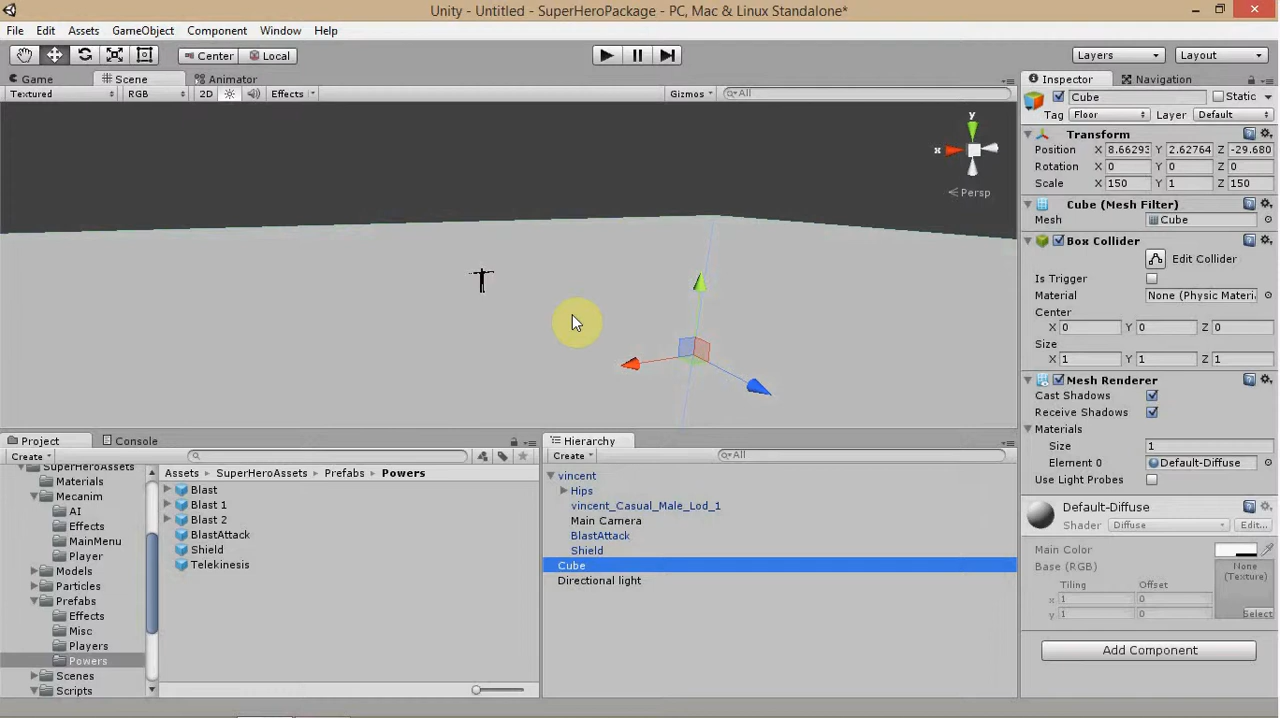 Unity - Untitled - SuperHeroPackage - PC, Mac & Linux Standalone*
File Edit Assets GameObject Component Window Help
Center Local Layers Layout
Game Scene Animator Inspector Navigation
Textured RGB 2D Effects Gizmos All
Cube Static
Tag Floor Layer Default
Transform
Position X 8.66293 Y 2.62764 Z -29.680
Rotation X 0 Y 0 Z 0
Scale X 150 Y 1 Z 150
y
x
Persp
Cube (Mesh Filter)
Mesh Cube
Box Collider
Edit Collider
Is Trigger
Material None (Physic Materi
Center
X 0 Y 0 Z 0
Size
X 1 Y 1 Z 1
Mesh Renderer
Cast Shadows
Receive Shadows
Materials
Size 1
Element 0 Default-Diffuse
Use Light Probes
Default-Diffuse
Shader Diffuse Edit...
Main Color
Base (RGB)
None
(Texture)
Tiling Offset
x 1 0
y 1 0
Select
Add Component
Project Console
Create
SuperHeroAssets
Materials
Mecanim
AI
Effects
MainMenu
Player
Models
Particles
Prefabs
Effects
Misc
Players
Powers
Scenes
Scripts
Assets SuperHeroAssets Prefabs Powers
Blast
Blast 1
Blast 2
BlastAttack
Shield
Telekinesis
Hierarchy
Create All
vincent
Hips
vincent_Casual_Male_Lod_1
Main Camera
BlastAttack
Shield
Cube
Directional light